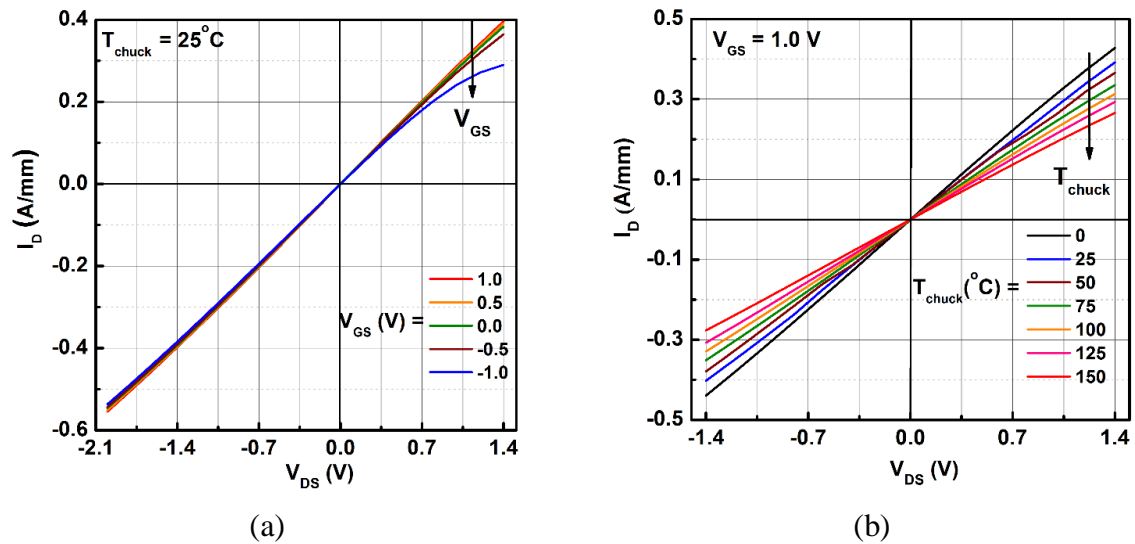 0.4
0.2
0.0
-0.2
-0.4
-0.6
I_D (A/mm)
T_chuck = 25°C
V_GS
V_GS (V) =
1.0
0.5
0.0
-0.5
-1.0
-2.1 -1.4 -0.7 0.0 0.7 1.4
V_DS (V)
(a)
0.5
0.3
0.1
-0.1
-0.3
-0.5
I_D (A/mm)
V_GS = 1.0 V
T_chuck
T_chuck(°C) =
0
25
50
75
100
125
150
-1.4 -0.7 0.0 0.7 1.4
V_DS (V)
(b)